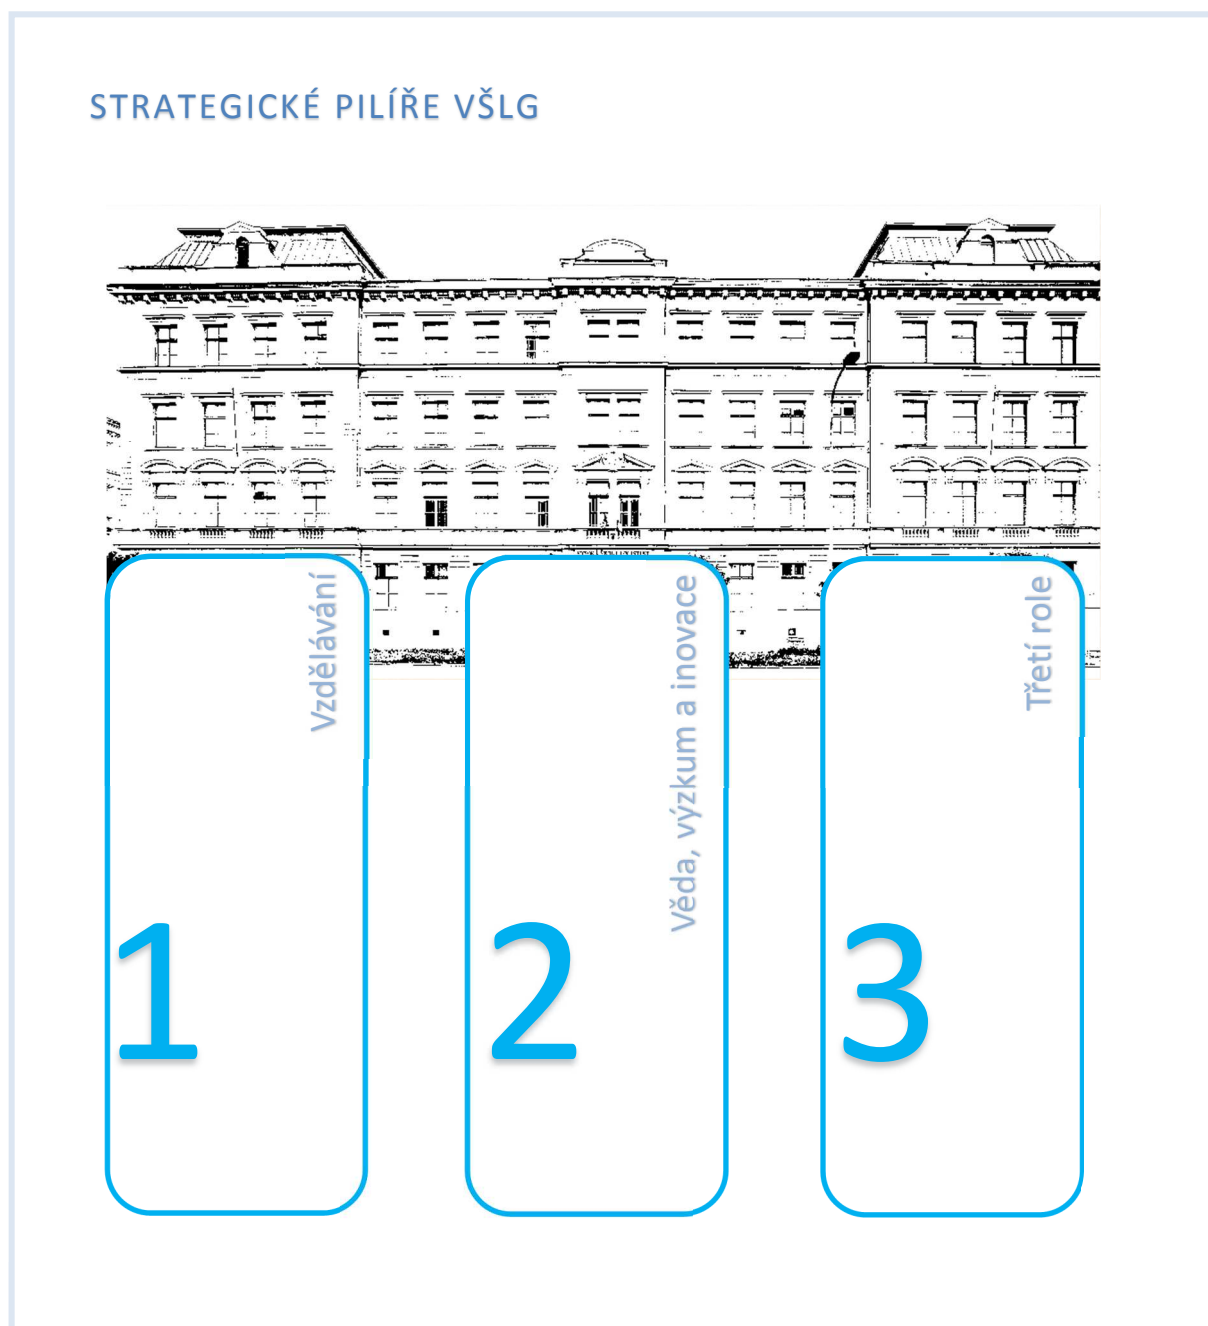 STRATEGICKÉ PILÍŘE VŠLG
Vzdělávání
1
Věda, výzkum a inovace
2
Třetí role
3